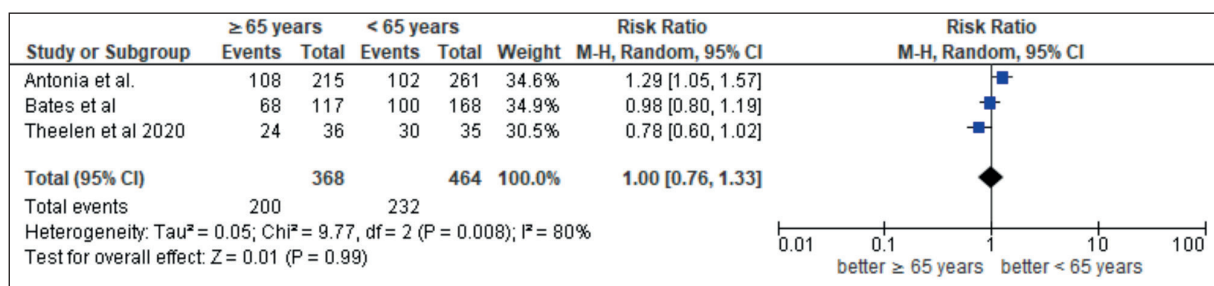 ≥ 65 years < 65 years Risk Ratio Risk Ratio
Study or Subgroup Events Total Events Total Weight M-H, Random, 95% CI M-H, Random, 95% CI
Antonia et al. 108 215 102 261 34.6% 1.29 [1.05, 1.57]
Bates et al 68 117 100 168 34.9% 0.98 [0.80, 1.19]
Theelen et al 2020 24 36 30 35 30.5% 0.78 [0.60, 1.02]
Total (95% CI) 368 464 100.0% 1.00 [0.76, 1.33]
Total events 200 232
Heterogeneity: Tau² = 0.05; Chi² = 9.77, df = 2 (P = 0.008); I² = 80%
Test for overall effect: Z = 0.01 (P = 0.99)
0.01 0.1 1 10 100
better ≥ 65 years better < 65 years